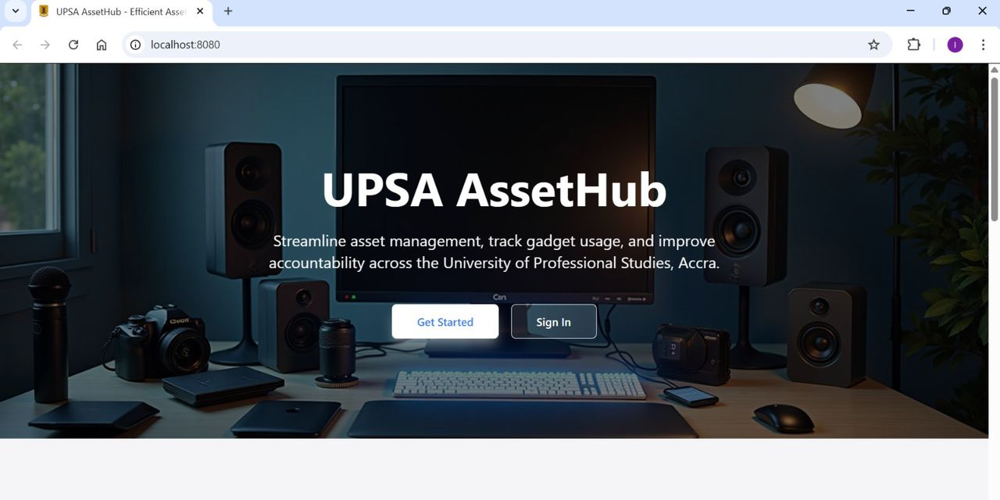 UPSA AssetHub - Efficient Asse
localhost:8080
I
UPSA AssetHub
Streamline asset management, track gadget usage, and improve
accountability across the University of Professional Studies, Accra.
Get Started
Sign In